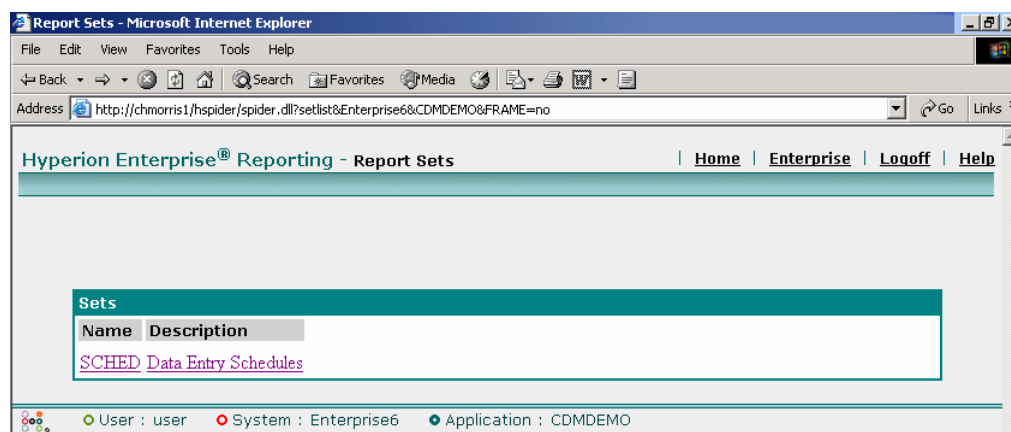 Report Sets - Microsoft Internet Explorer
File Edit View Favorites Tools Help
Back Search Favorites Media
Address http://chmorris1/hspider/spider.dll?setlist&Enterprise6&CDMDEMO&FRAME=no Go Links
Hyperion Enterprise® Reporting - Report Sets | Home | Enterprise | Logoff | Help
Sets
Name Description
SCHED Data Entry Schedules
User : user System : Enterprise6 Application : CDMDEMO